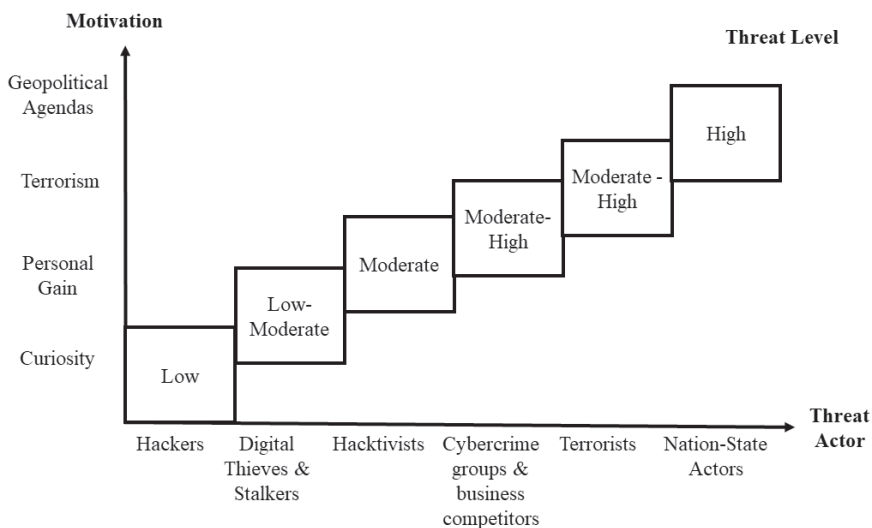 Motivation
Threat Level
Geopolitical
Agendas
Terrorism
Personal
Gain
Curiosity
High
Moderate -
High
Moderate-
High
Moderate
Low-
Moderate
Low
Hackers
Digital
Thieves &
Stalkers
Hacktivists
Cybercrime
groups &
business
competitors
Terrorists
Nation-State
Actors
Threat
Actor